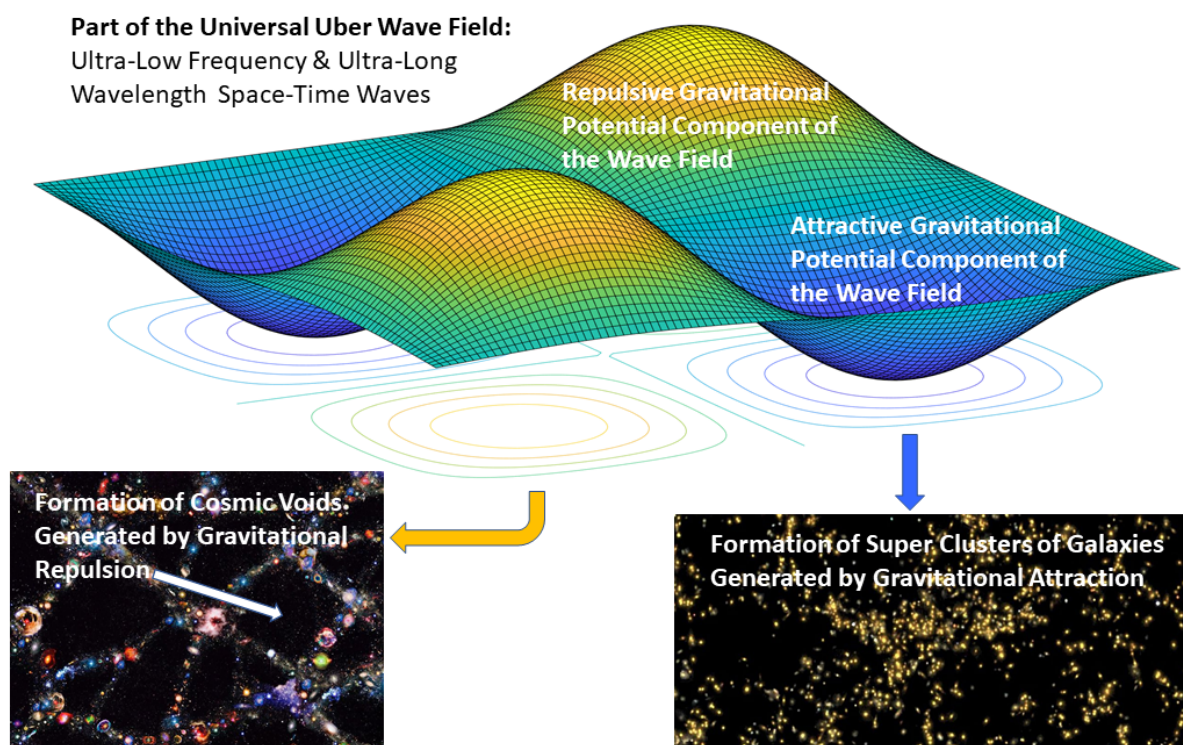 Part of the Universal Uber Wave Field:
Ultra-Low Frequency & Ultra-Long
Wavelength Space-Time Waves
Repulsive Gravitational
Potential Component of
the Wave Field
Attractive Gravitational
Potential Component of
the Wave Field
Formation of Cosmic Voids
Generated by Gravitational
Repulsion
Formation of Super Clusters of Galaxies
Generated by Gravitational Attraction